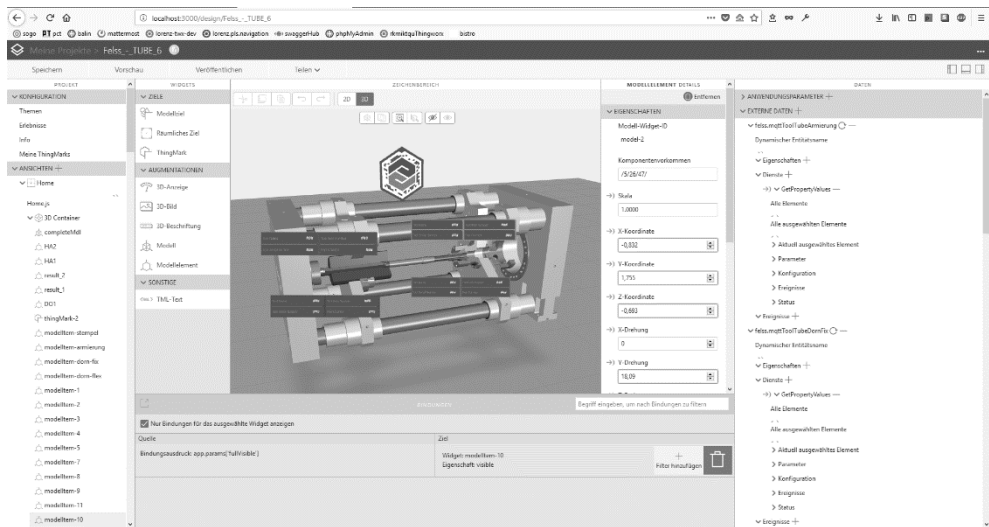 localhost:3000/design/Felss_-_TUBE_6
sogo
pct
balin
mattermost
lorenz-twx-dev
lorenz.pls.navigation
swaggerHub
phpMyAdmin
bistro
Meine Projekte > Felss_-_TUBE_6
Speichern
Vorschau
Veröffentlichen
Teilen
PROJEKT
WIDGETS
ZEICHENBEREICH
MODELLELEMENT DETAILS
DATEN
KONFIGURATION
Themen
Erlebnisse
Info
Meine ThingMarks
ANSICHTEN
Home
Home.js
3D Container
completeMdl
HA2
HA1
result_2
result_1
DO1
thingMark-2
modelItem-stempel
modelItem-armierung
modelItem-dorn-fix
modelItem-dorn-flex
modelItem-1
modelItem-2
modelItem-3
modelItem-4
modelItem-5
modelItem-7
modelItem-8
modelItem-9
modelItem-11
modelItem-10
ZIELE
Modellziel
Räumliches Ziel
ThingMark
AUGMENTATIONEN
3D-Anzeige
3D-Bild
3D-Beschriftung
Modell
Modellelement
SONSTIGE
TML-Text
2D
3D
Entfernen
EIGENSCHAFTEN
Modell-Widget-ID
model-2
Komponentenvorkommen
/5/26/47/
Skala
1,0000
X-Koordinate
-0,832
Y-Koordinate
1,755
Z-Koordinate
-0,693
X-Drehung
0
Y-Drehung
18,09
ANWENDUNGSPARAMETER
EXTERNE DATEN
felss.mqttToolTubeArmierung
Dynamischer Entitätsname
Eigenschaften
Dienste
GetPropertyValues
Alle Elemente
Alle ausgewählten Elemente
Aktuell ausgewähltes Element
Parameter
Konfiguration
Ereignisse
Status
Ereignisse
felss.mqttToolTubeDornFix
Dynamischer Entitätsname
Eigenschaften
Dienste
GetPropertyValues
Alle Elemente
Alle ausgewählten Elemente
Aktuell ausgewähltes Element
Parameter
Konfiguration
Ereignisse
Status
Ereignisse
BINDUNGEN
Begriff eingeben, um nach Bindungen zu filtern
Nur Bindungen für das ausgewählte Widget anzeigen
Quelle
Ziel
Bindungsausdruck: app.params['fullVisible']
Widget: modelItem-10
Eigenschaft: visible
Filter hinzufügen